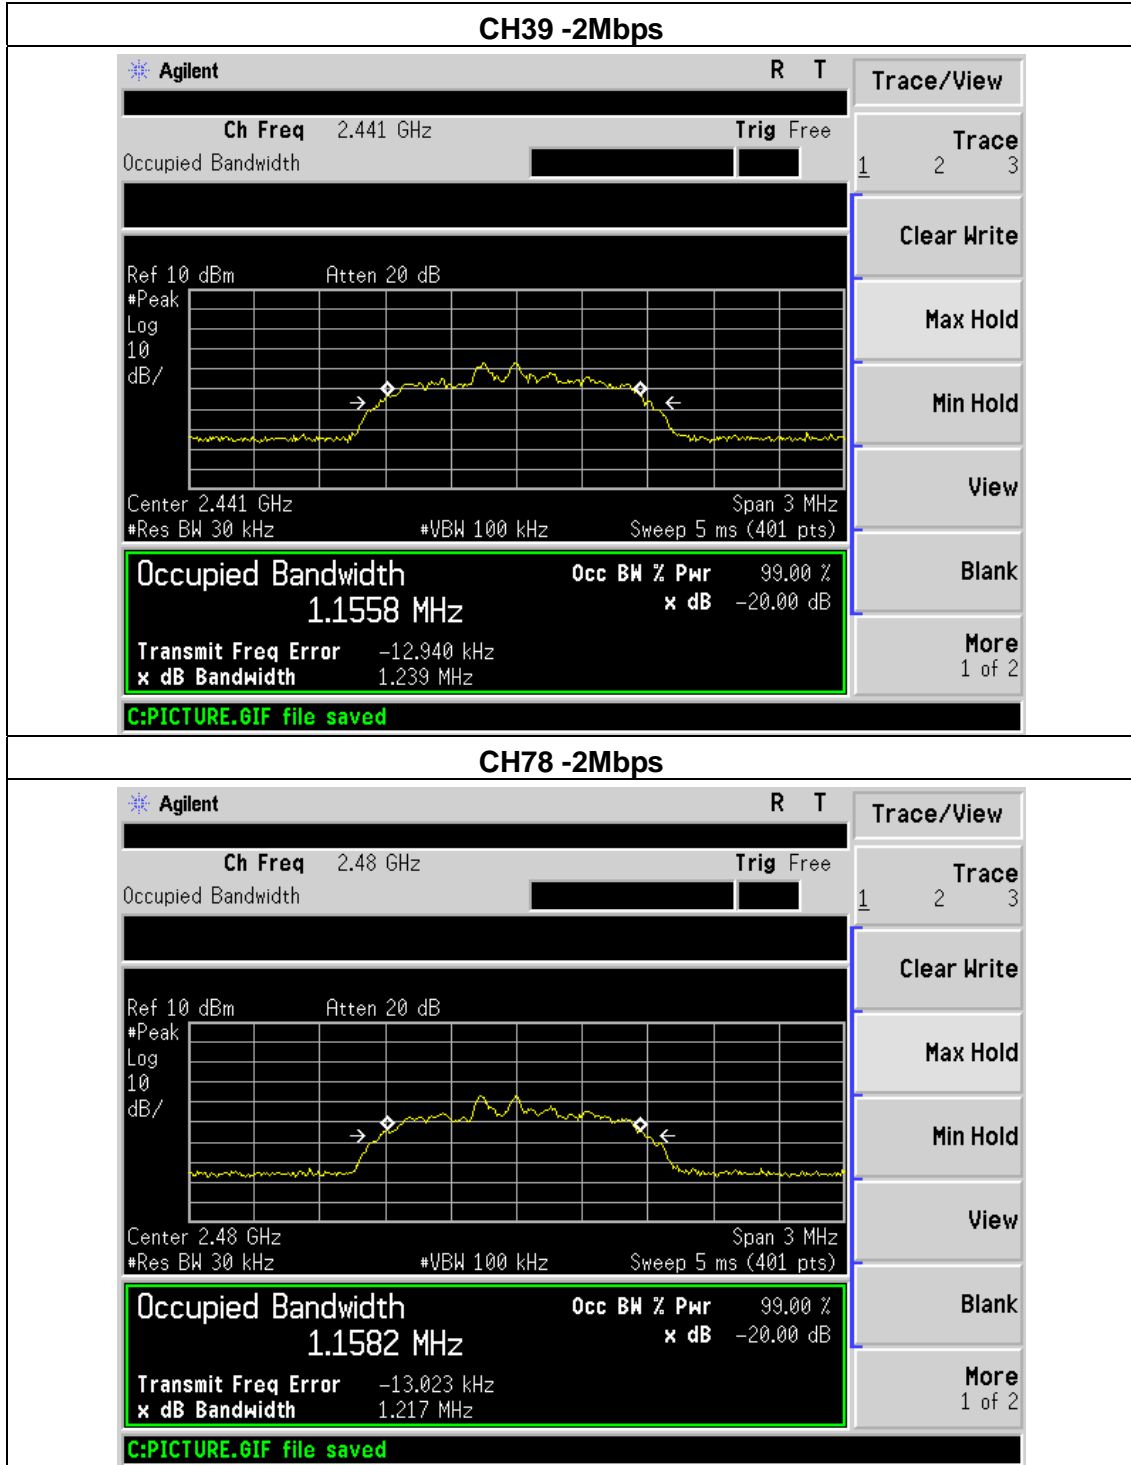 CH39 -2Mbps
Agilent R T
Trace/View
Ch Freq 2.441 GHz Trig Free
Occupied Bandwidth
Trace
1 2 3
Clear Write
Ref 10 dBm Atten 20 dB
#Peak
Log
10
dB/
Max Hold
Min Hold
View
Center 2.441 GHz Span 3 MHz
#Res BW 30 kHz #VBW 100 kHz Sweep 5 ms (401 pts)
Occupied Bandwidth Occ BW % Pwr 99.00 %
1.1558 MHz x dB -20.00 dB
Blank
Transmit Freq Error -12.940 kHz
x dB Bandwidth 1.239 MHz
More
1 of 2
C:PICTURE.GIF file saved
CH78 -2Mbps
Agilent R T
Trace/View
Ch Freq 2.48 GHz Trig Free
Occupied Bandwidth
Trace
1 2 3
Clear Write
Ref 10 dBm Atten 20 dB
#Peak
Log
10
dB/
Max Hold
Min Hold
View
Center 2.48 GHz Span 3 MHz
#Res BW 30 kHz #VBW 100 kHz Sweep 5 ms (401 pts)
Occupied Bandwidth Occ BW % Pwr 99.00 %
1.1582 MHz x dB -20.00 dB
Blank
Transmit Freq Error -13.023 kHz
x dB Bandwidth 1.217 MHz
More
1 of 2
C:PICTURE.GIF file saved